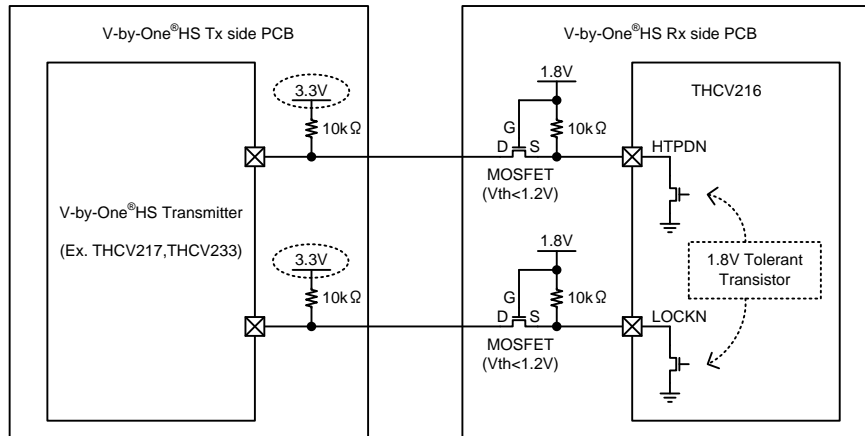 V-by-One®HS Tx side PCB
V-by-One®HS Transmitter
(Ex. THCV217,THCV233)
3.3V
10kΩ
3.3V
10kΩ
V-by-One®HS Rx side PCB
1.8V
G
10kΩ
D S
MOSFET
(Vth<1.2V)
1.8V
G
10kΩ
D S
MOSFET
(Vth<1.2V)
THCV216
HTPDN
1.8V Tolerant
Transistor
LOCKN